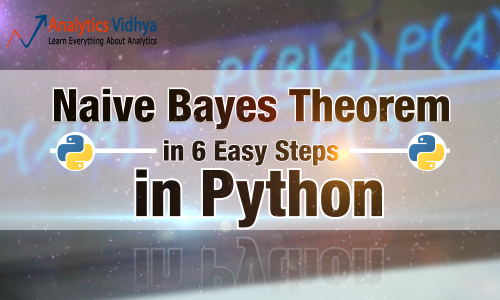 Analytics Vidhya
Learn Everything About Analytics
P(B|A) P(A)
P(A|B)
Naive Bayes Theorem
in 6 Easy Steps
in Python